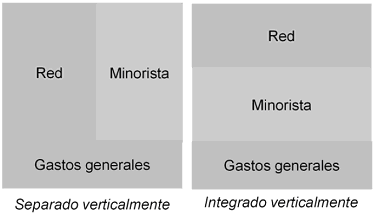 Red
Minorista
Gastos generales
Separado verticalmente
Red
Minorista
Gastos generales
Integrado verticalmente